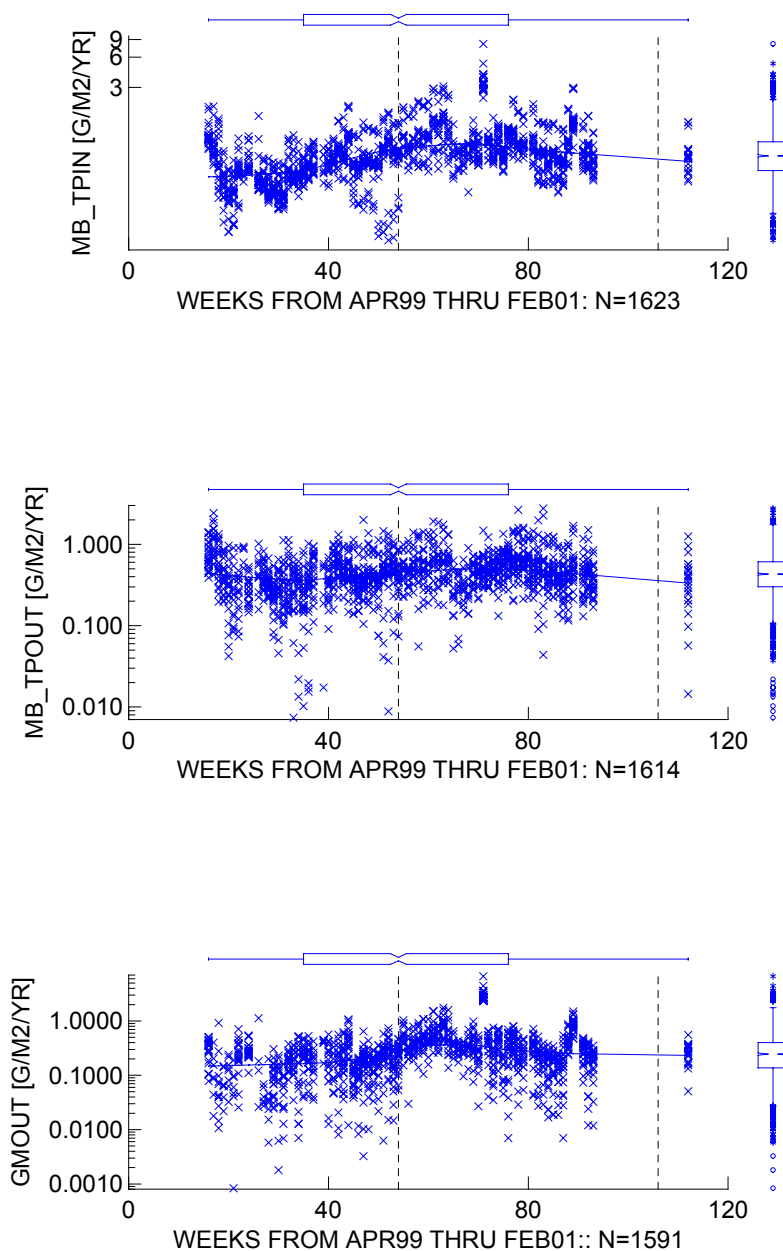 9
6
3
MB_TPIN [G/M2/YR]
0 40 80 120
WEEKS FROM APR99 THRU FEB01: N=1623
1.000
0.100
0.010
MB_TPOUT [G/M2/YR]
0 40 80 120
WEEKS FROM APR99 THRU FEB01: N=1614
1.0000
0.1000
0.0100
0.0010
GMOUT [G/M2/YR]
0 40 80 120
WEEKS FROM APR99 THRU FEB01:: N=1591